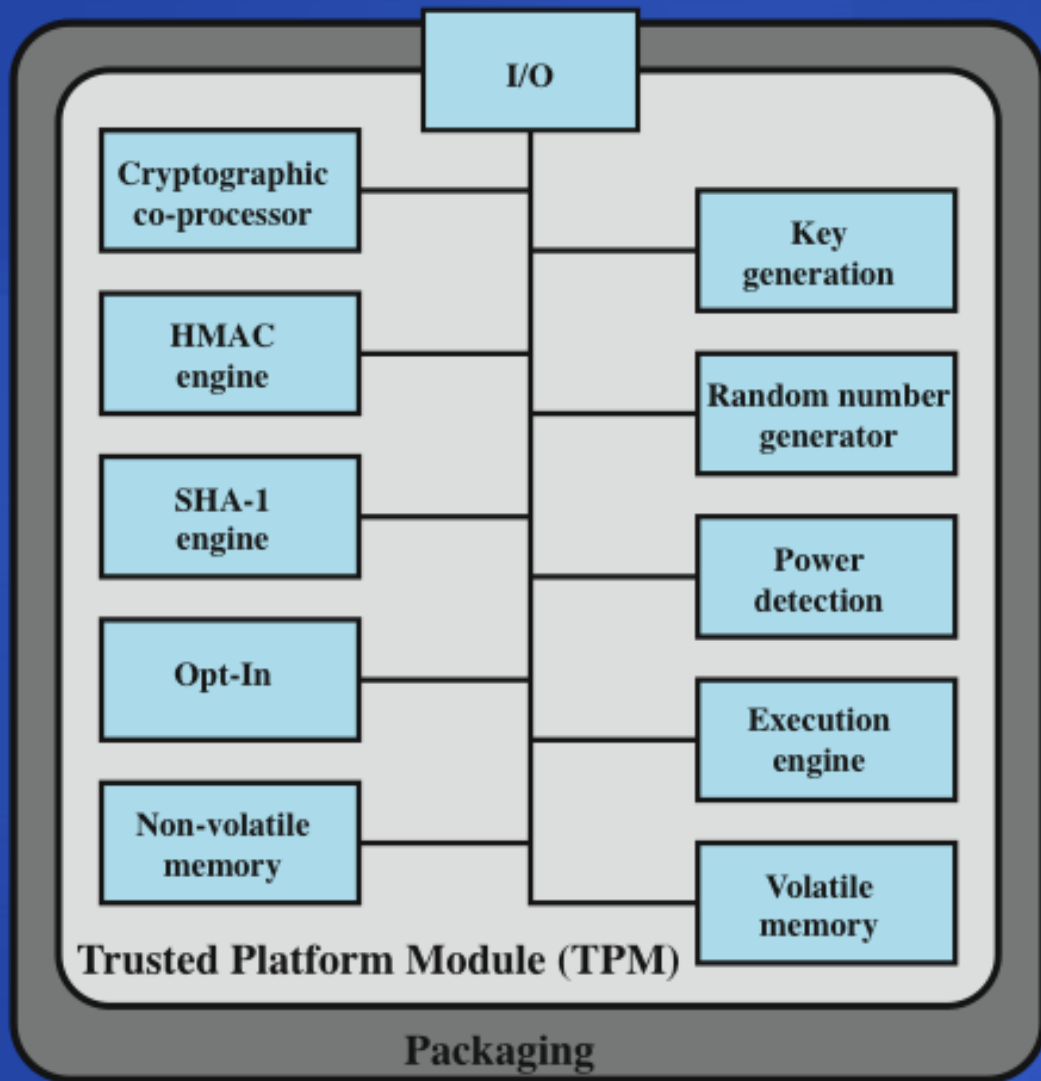 I/O
Cryptographic
co-processor
HMAC
engine
SHA-1
engine
Opt-In
Non-volatile
memory
Key
generation
Random number
generator
Power
detection
Execution
engine
Volatile
memory
Trusted Platform Module (TPM)
Packaging